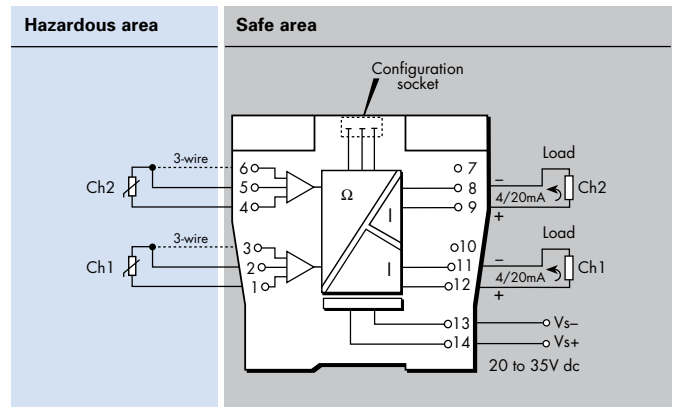 Hazardous area
Safe area
Configuration
socket
3-wire
6
5
4
Ch2
3-wire
3
2
1
Ch1
Ω
I
I
7
8
9
10
11
12
13
14
Load
–
4/20mA
+
Ch2
Load
–
4/20mA
+
Ch1
Vs–
Vs+
20 to 35V dc